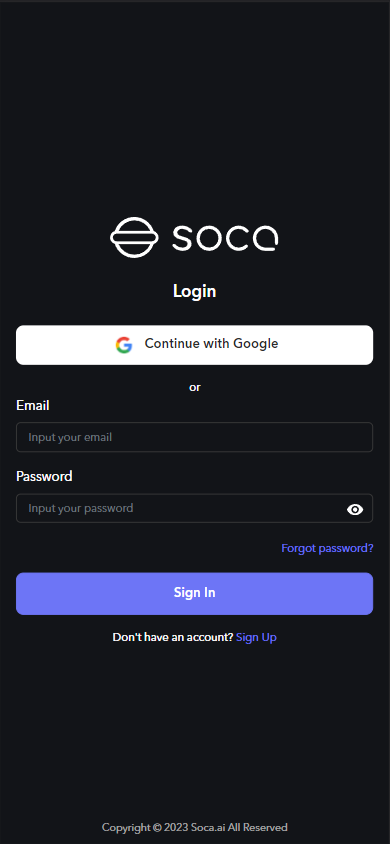 soca
Login
Continue with Google
or
Email
Input your email
Password
Input your password
Forgot password?
Sign In
Don't have an account? Sign Up
Copyright © 2023 Soca.ai All Reserved